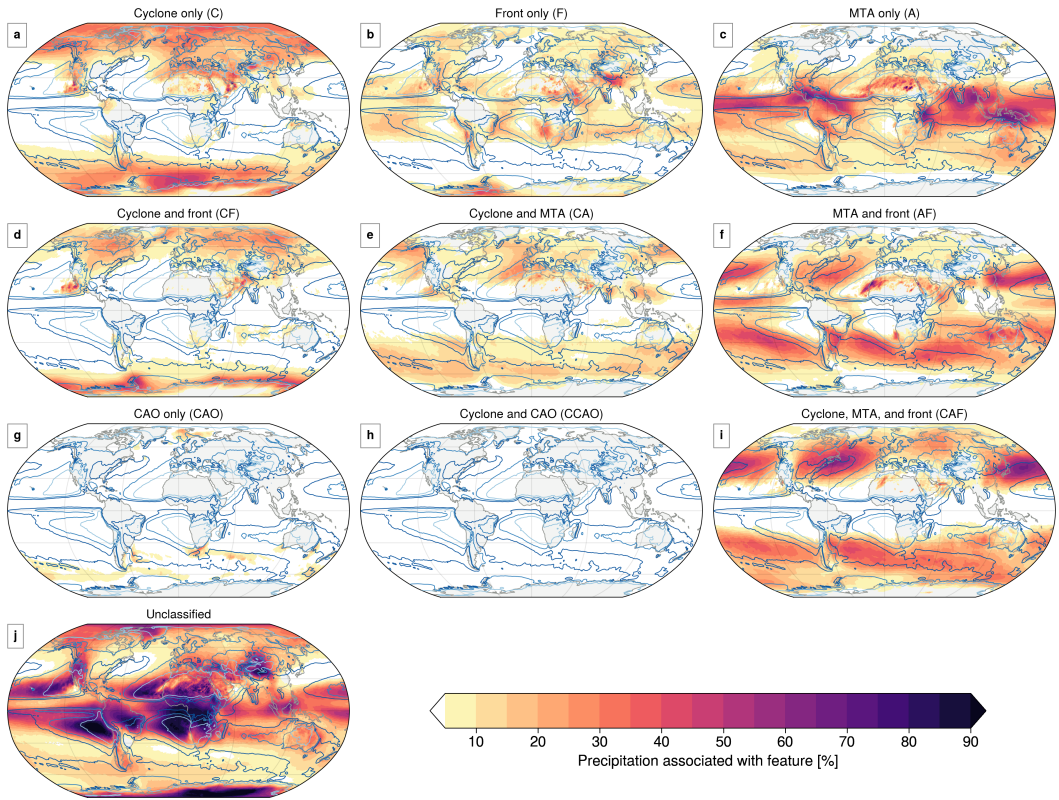 Cyclone only (C)
a
Front only (F)
b
MTA only (A)
c
Cyclone and front (CF)
d
Cyclone and MTA (CA)
e
MTA and front (AF)
f
CAO only (CAO)
g
Cyclone and CAO (CCAO)
h
Cyclone, MTA, and front (CAF)
i
Unclassified
j
10 20 30 40 50 60 70 80 90
Precipitation associated with feature [%]